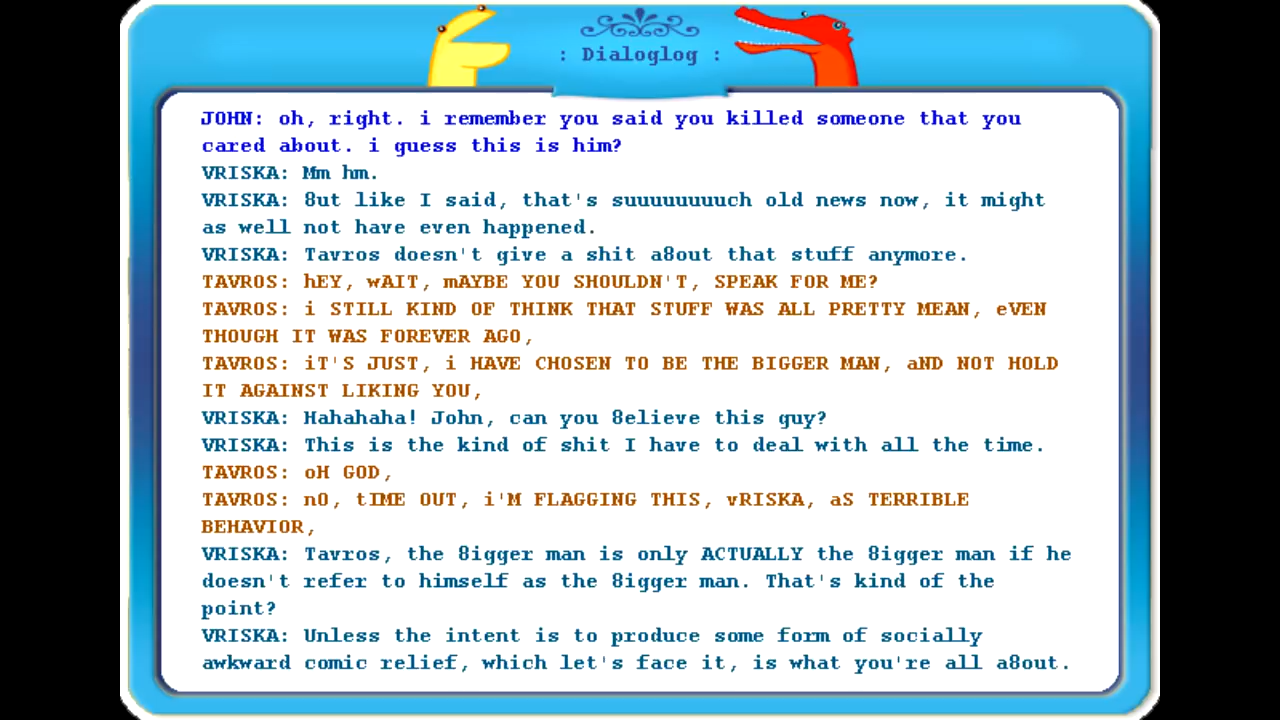 : Dialoglog :
JOHN: oh, right. i remember you said you killed someone that you
cared about. i guess this is him?
VRISKA: Mm hm.
VRISKA: 8ut like I said, that's suuuuuuuuch old news now, it might
as well not have even happened.
VRISKA: Tavros doesn't give a shit a8out that stuff anymore.
TAVROS: hEY, wAIT, mAYBE YOU SHOULDN'T, SPEAK FOR ME?
TAVROS: i STILL KIND OF THINK THAT STUFF WAS ALL PRETTY MEAN, eVEN
THOUGH IT WAS FOREVER AGO,
TAVROS: iT'S JUST, i HAVE CHOSEN TO BE THE BIGGER MAN, aND NOT HOLD
IT AGAINST LIKING YOU,
VRISKA: Hahahaha! John, can you 8elieve this guy?
VRISKA: This is the kind of shit I have to deal with all the time.
TAVROS: oH GOD,
TAVROS: nO, tIME OUT, i'M FLAGGING THIS, vRISKA, aS TERRIBLE
BEHAVIOR,
VRISKA: Tavros, the 8igger man is only ACTUALLY the 8igger man if he
doesn't refer to himself as the 8igger man. That's kind of the
point?
VRISKA: Unless the intent is to produce some form of socially
awkward comic relief, which let's face it, is what you're all a8out.